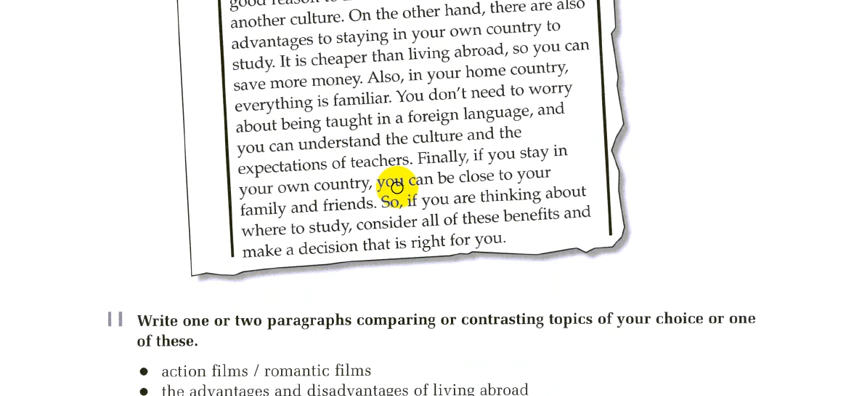 good reason to
another culture. On the other hand, there are also
advantages to staying in your own country to
study. It is cheaper than living abroad, so you can
save more money. Also, in your home country,
everything is familiar. You don't need to worry
about being taught in a foreign language, and
you can understand the culture and the
expectations of teachers. Finally, if you stay in
your own country, you can be close to your
family and friends. So, if you are thinking about
where to study, consider all of these benefits and
make a decision that is right for you.
11 Write one or two paragraphs comparing or contrasting topics of your choice or one
of these.
● action films / romantic films
● the advantages and disadvantages of living abroad